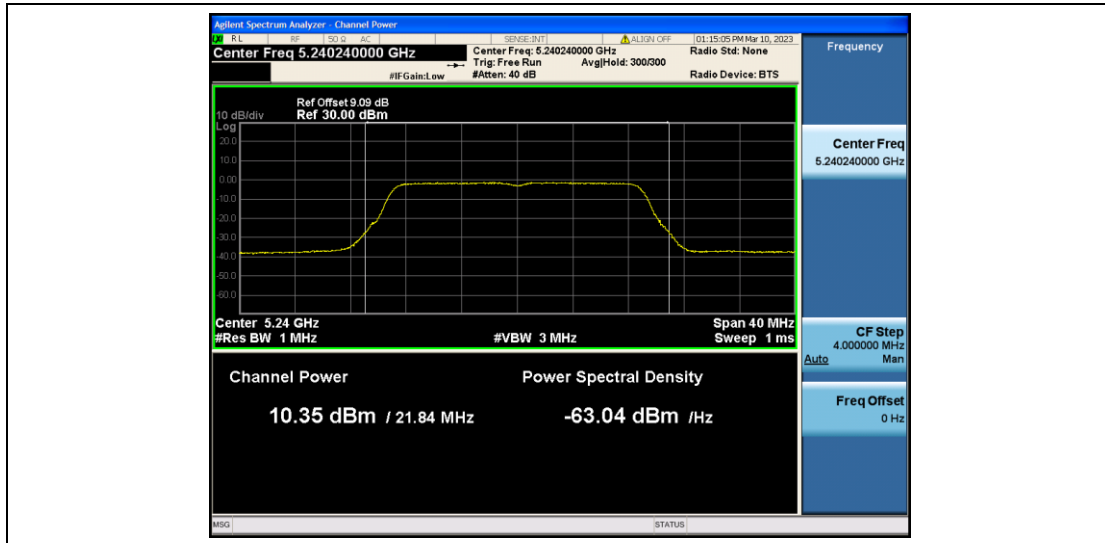 Agilent Spectrum Analyzer - Channel Power
RL RF 50 Ω AC SENSE:INT ALIGN OFF 01:15:05 PM Mar 10, 2023
Center Freq 5.240240000 GHz
Center Freq: 5.240240000 GHz
Radio Std: None
Trig: Free Run Avg|Hold: 300/300
#IFGain:Low
#Atten: 40 dB
Radio Device: BTS
Ref Offset 9.09 dB
10 dB/div Ref 30.00 dBm
Log
20.0
10.0
0.00
-10.0
-20.0
-30.0
-40.0
-50.0
-60.0
Center 5.24 GHz Span 40 MHz
#Res BW 1 MHz #VBW 3 MHz Sweep 1 ms
Channel Power
Power Spectral Density
10.35 dBm / 21.84 MHz
-63.04 dBm /Hz
Frequency
Center Freq
5.240240000 GHz
CF Step
4.000000 MHz
Auto Man
Freq Offset
0 Hz
MSG STATUS